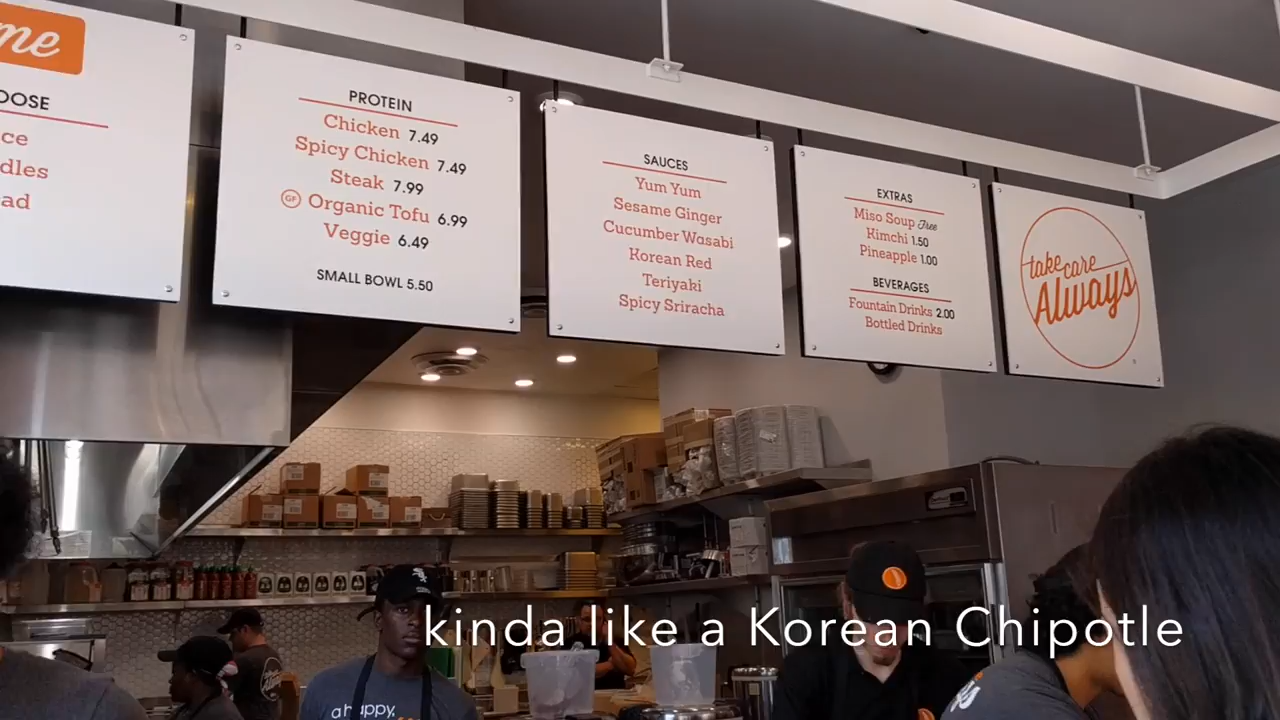 me
OOSE
ce
dles
ad
PROTEIN
Chicken 7.49
Spicy Chicken 7.49
Steak 7.99
GF Organic Tofu 6.99
Veggie 6.49
SMALL BOWL 5.50
SAUCES
Yum Yum
Sesame Ginger
Cucumber Wasabi
Korean Red
Teriyaki
Spicy Sriracha
EXTRAS
Miso Soup Free
Kimchi 1.50
Pineapple 1.00
BEVERAGES
Fountain Drinks 2.00
Bottled Drinks
take care
Always
a happy,
kinda like a Korean Chipotle